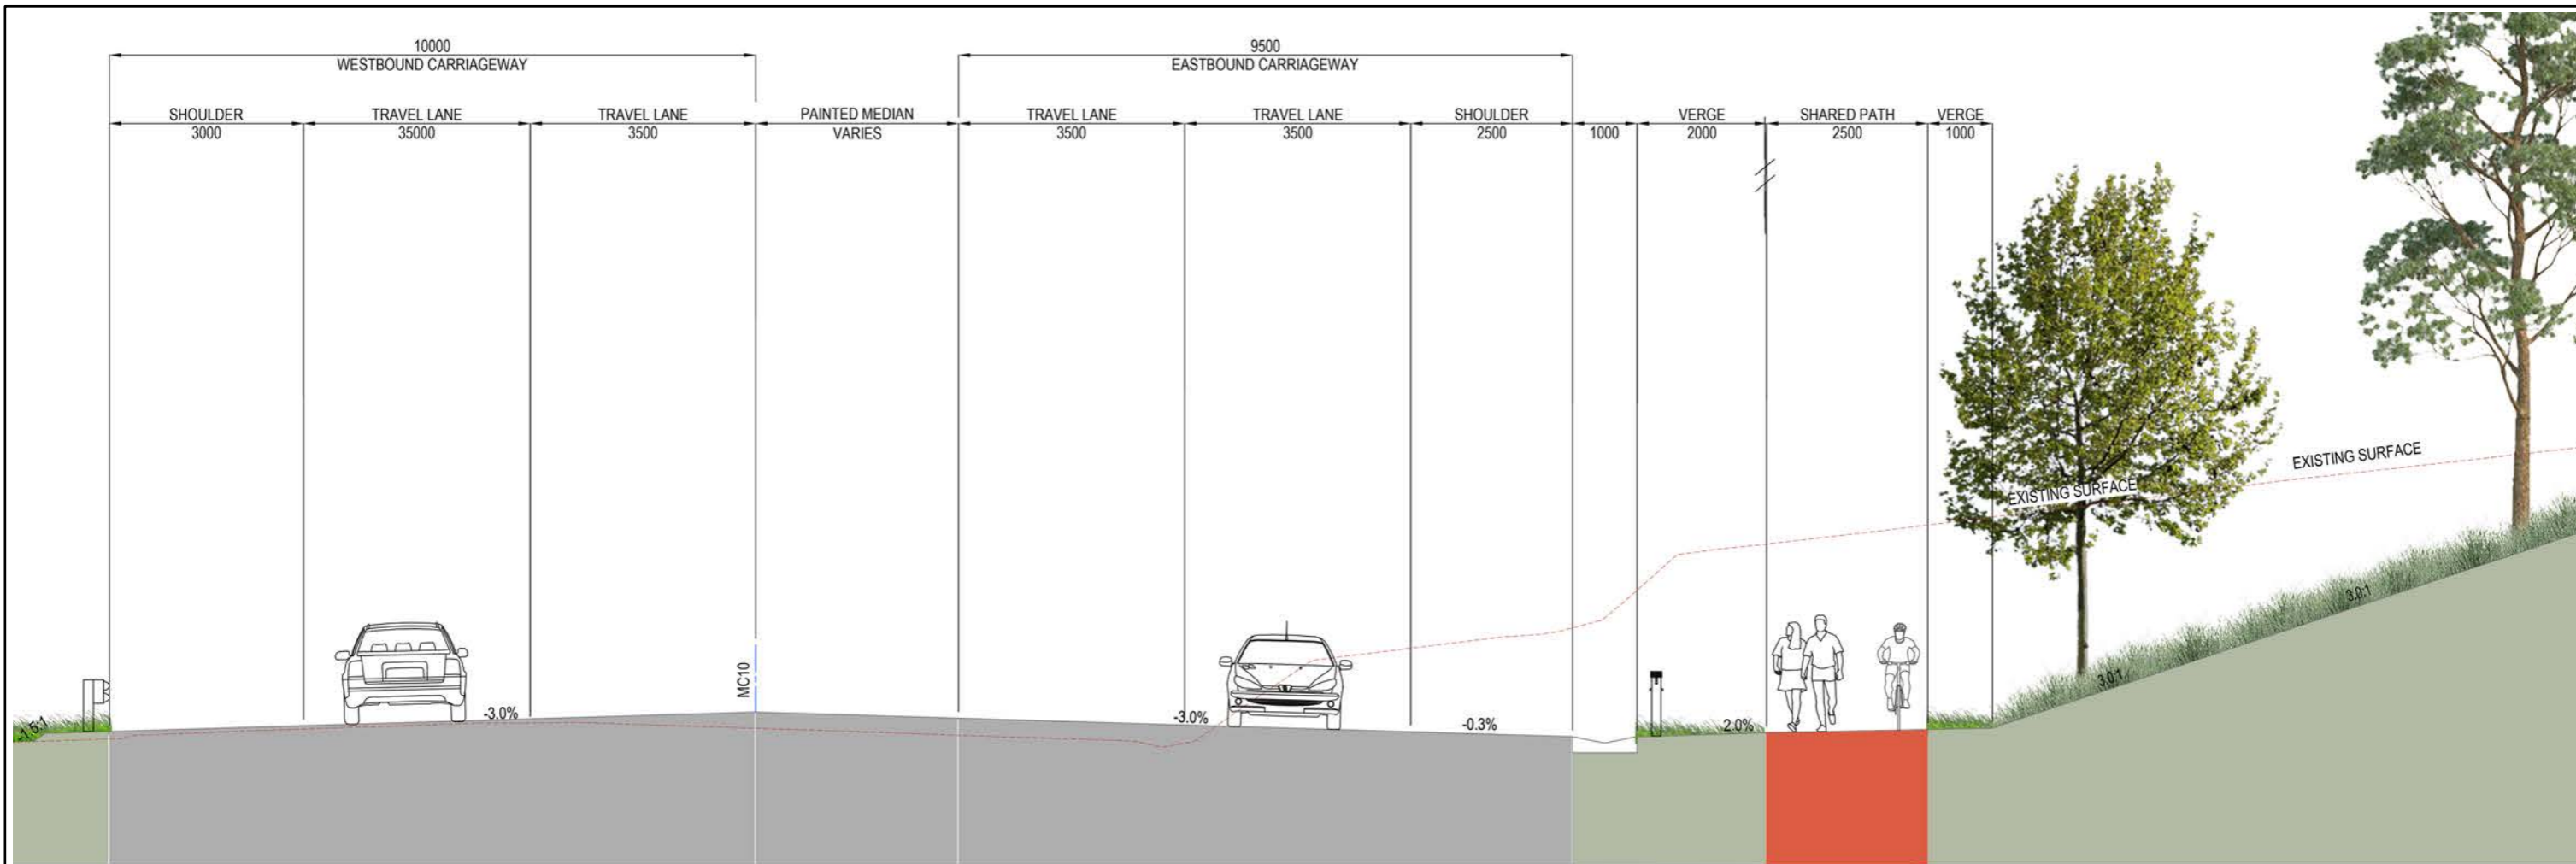 10000
WESTBOUND CARRIAGEWAY
9500
EASTBOUND CARRIAGEWAY
SHOULDER
3000
TRAVEL LANE
35000
TRAVEL LANE
3500
PAINTED MEDIAN
VARIES
TRAVEL LANE
3500
TRAVEL LANE
3500
SHOULDER
2500
1000
VERGE
2000
SHARED PATH
2500
VERGE
1000
EXISTING SURFACE
EXISTING SURFACE
3.0:1
3.0:1
MC10
-1.5:1
-3.0%
-3.0%
-0.3%
2.0%